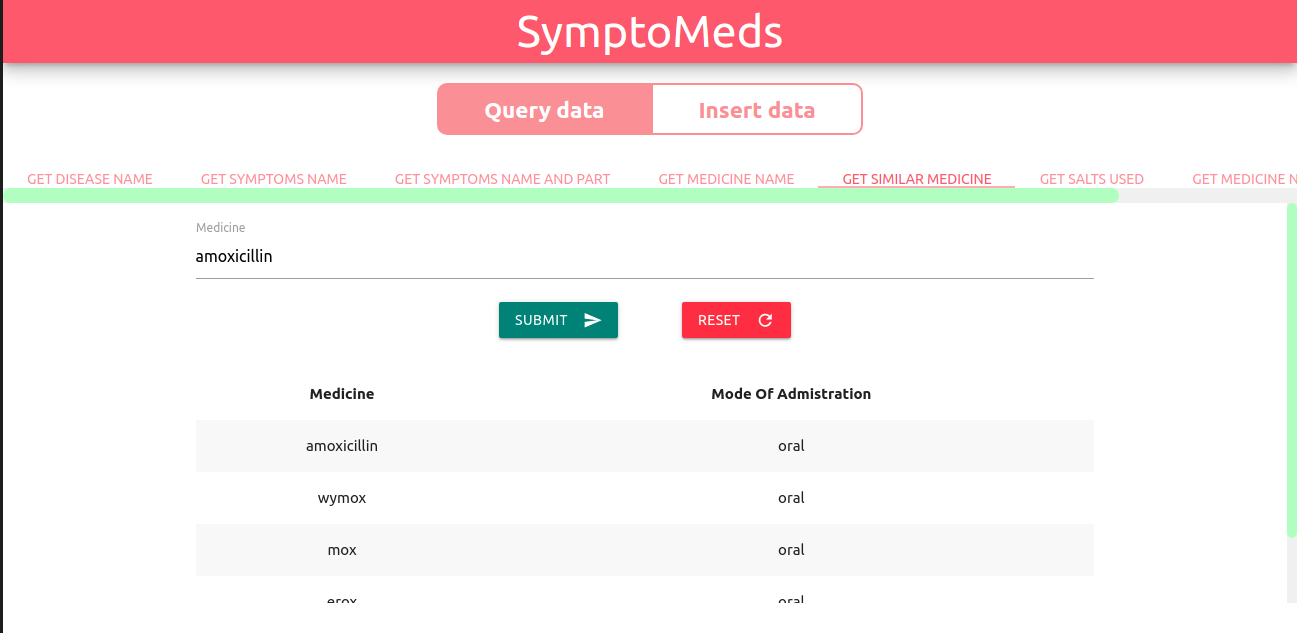 SymptoMeds
Query data Insert data
GET DISEASE NAME GET SYMPTOMS NAME GET SYMPTOMS NAME AND PART GET MEDICINE NAME GET SIMILAR MEDICINE GET SALTS USED GET MEDICINE N
Medicine
amoxicillin
SUBMIT RESET
Medicine Mode Of Admistration
amoxicillin oral
wymox oral
mox oral
erox oral